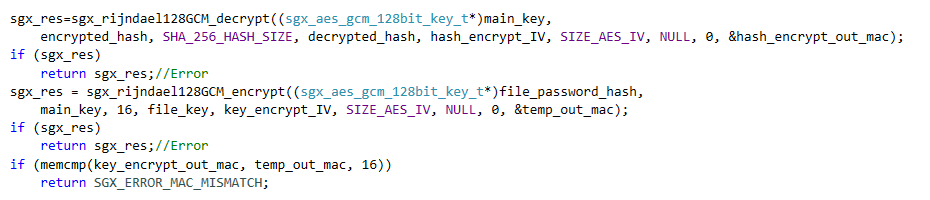 sgx_res=sgx_rijndael128GCM_decrypt((sgx_aes_gcm_128bit_key_t*)main_key,
encrypted_hash, SHA_256_HASH_SIZE, decrypted_hash, hash_encrypt_IV, SIZE_AES_IV, NULL, 0, &hash_encrypt_out_mac);
if (sgx_res)
return sgx_res;//Error
sgx_res = sgx_rijndael128GCM_encrypt((sgx_aes_gcm_128bit_key_t*)file_password_hash,
main_key, 16, file_key, key_encrypt_IV, SIZE_AES_IV, NULL, 0, &temp_out_mac);
if (sgx_res)
return sgx_res;//Error
if (memcmp(key_encrypt_out_mac, temp_out_mac, 16))
return SGX_ERROR_MAC_MISMATCH;